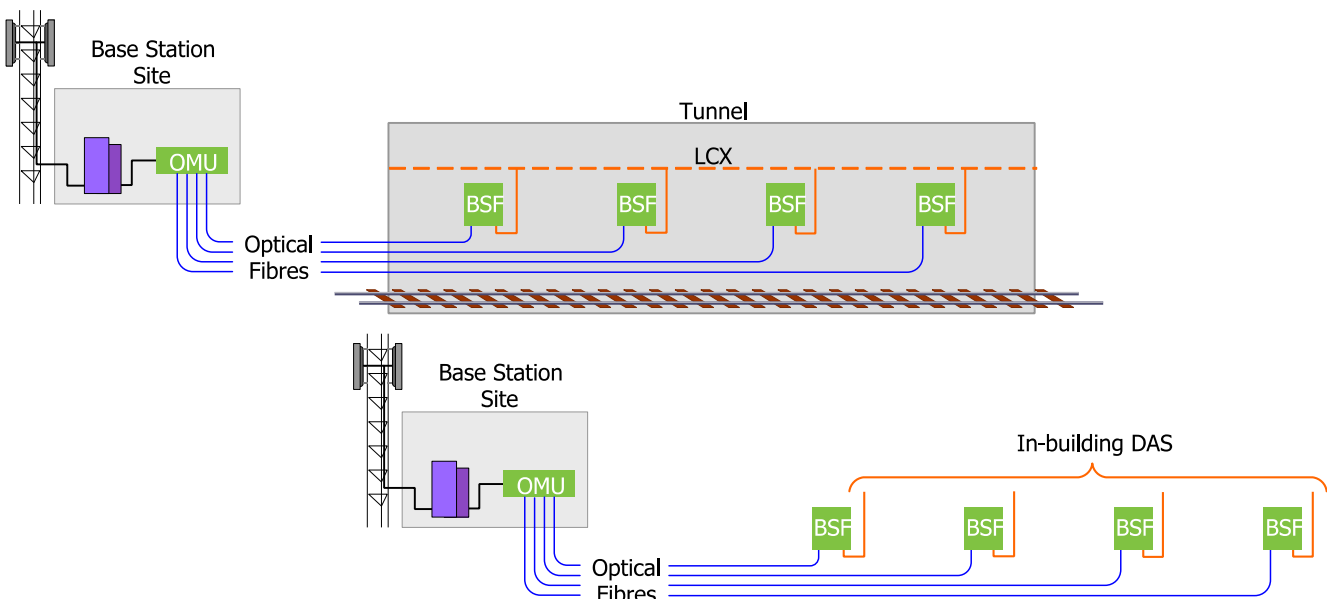 Base Station
Site
OMU
Tunnel
LCX
BSF
BSF
BSF
BSF
Optical
Fibres
Base Station
Site
OMU
In-building DAS
BSF
BSF
BSF
BSF
Optical
Fibres